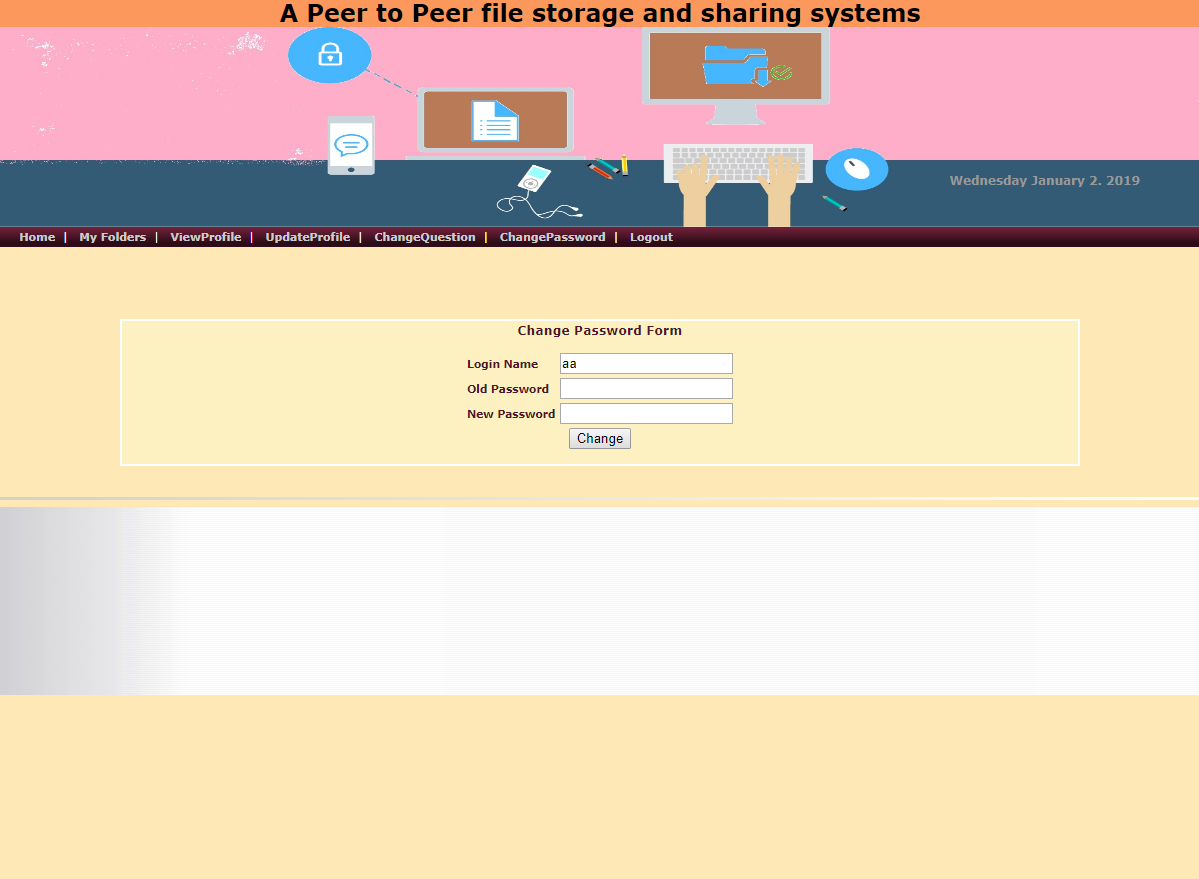 A Peer to Peer file storage and sharing systems
Wednesday January 2. 2019
Home | My Folders | ViewProfile | UpdateProfile | ChangeQuestion | ChangePassword | Logout
Change Password Form
Login Name aa
Old Password
New Password
Change